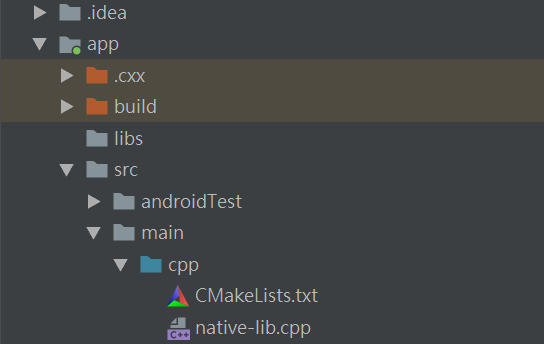 .idea
app
.cxx
build
libs
src
androidTest
main
cpp
CMakeLists.txt
native-lib.cpp